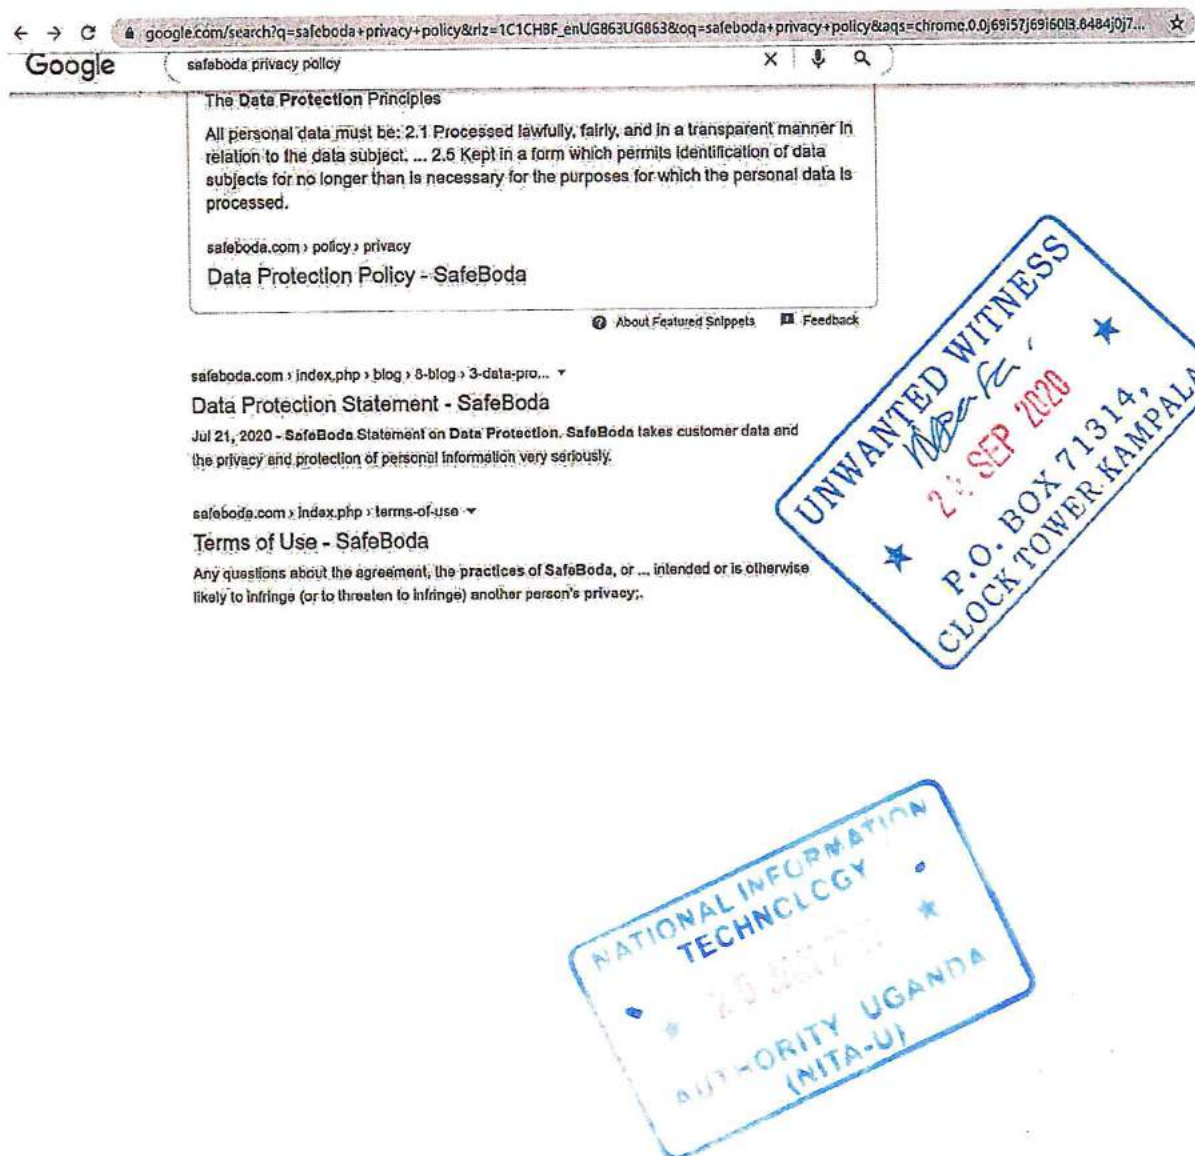 google.com/search?q=safeboda+privacy+policy&rlz=1C1CHBF_enUG863UG863&oq=safeboda+privacy+policy&aqs=chrome.0.0j69i57j69i60l3.8484j0j7...
Google
safeboda privacy policy
The Data Protection Principles
All personal data must be: 2.1 Processed lawfully, fairly, and in a transparent manner in
relation to the data subject. ... 2.5 Kept in a form which permits identification of data
subjects for no longer than is necessary for the purposes for which the personal data is
processed.
safeboda.com › policy › privacy
Data Protection Policy - SafeBoda
About Featured Snippets
Feedback
safeboda.com › index.php › blog › 8-blog › 3-data-pro...
Data Protection Statement - SafeBoda
Jul 21, 2020 - SafeBoda Statement on Data Protection. SafeBoda takes customer data and
the privacy and protection of personal information very seriously.
safeboda.com › index.php › terms-of-use
Terms of Use - SafeBoda
Any questions about the agreement, the practices of SafeBoda, or ... intended or is otherwise
likely to infringe (or to threaten to infringe) another person's privacy;.
UNWANTED WITNESS
SEP 2020
P.O. BOX 71314,
CLOCK TOWER KAMPALA
NATIONAL INFORMATION
TECHNOLOGY
AUTHORITY UGANDA
(NITA-U)